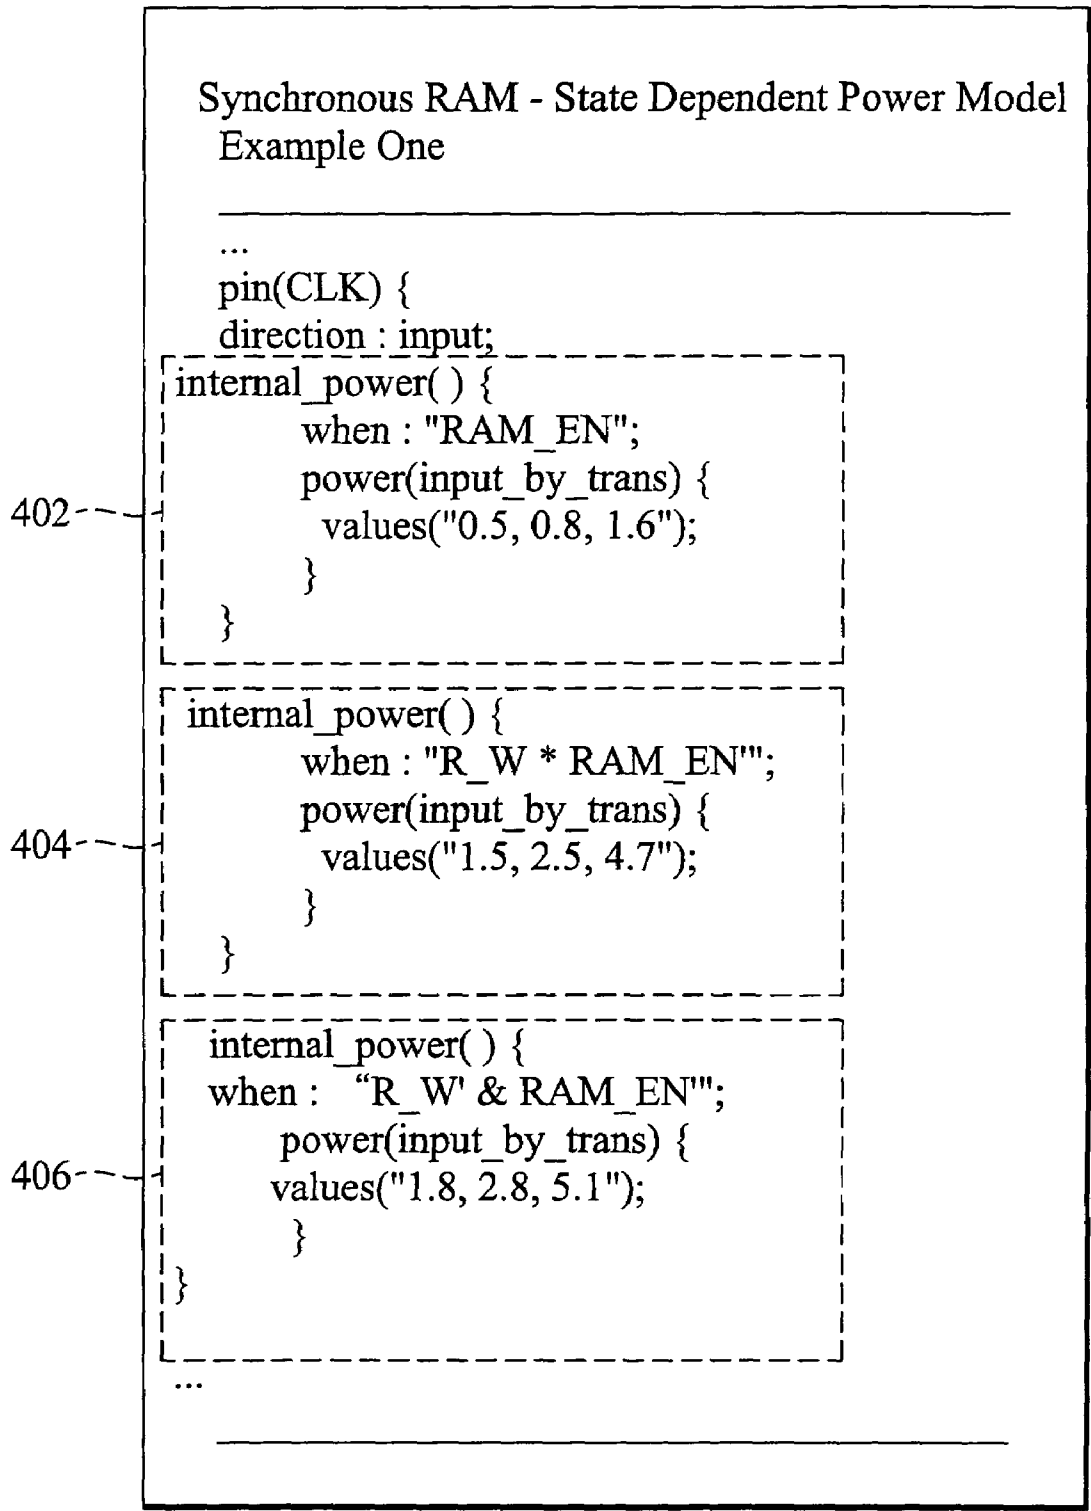 Synchronous RAM - State Dependent Power Model
Example One
...
pin(CLK) {
direction : input;
internal_power( ) {
when : "RAM_EN";
power(input_by_trans) {
402
values("0.5, 0.8, 1.6");
}
}
internal_power( ) {
when : "R_W * RAM_EN'";
power(input_by_trans) {
404
values("1.5, 2.5, 4.7");
}
}
internal_power( ) {
when : “R_W' & RAM_EN'";
power(input_by_trans) {
406
values("1.8, 2.8, 5.1");
}
}
...